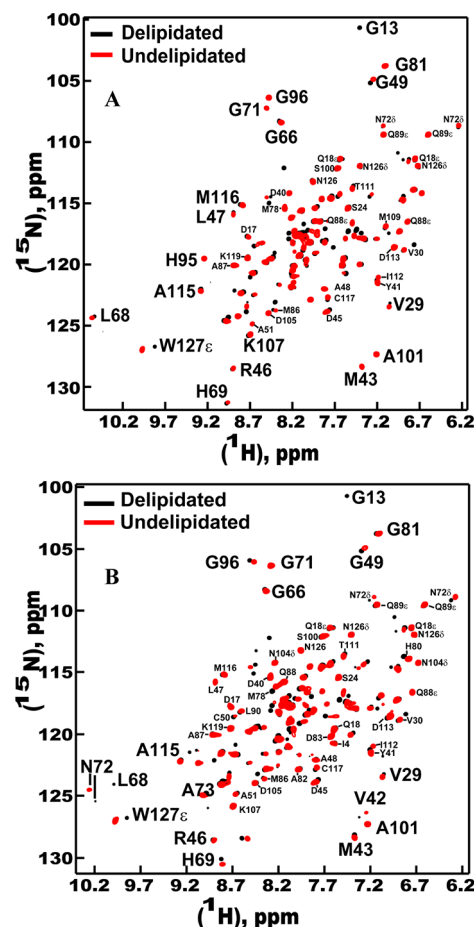 100
105
110
115
120
125
130
(15N), ppm
Delipidated
Undelipidated
A
G13
G81
G49
G96
G71
G66
N72δ
N72δ
Q89ε
Q89ε
Q18ε
S100
N126δ
Q18ε
N126δ
N126
T111
D40
M116
M78
L47
S24
Q88ε
M109
D17
V30
D113
H95
K119
A87
I112
Y41
A115
A48
C117
M86
D105
D45
V29
L68
A51
W127ε
K107
A101
R46
M43
H69
10.2 9.7 9.2 8.7 8.2 7.7 7.2 6.7 6.2
(1H), ppm
100
105
110
115
120
125
130
(15N), ppm
Delipidated
Undelipidated
B
G13
G81
G49
G96
G71
G66
N72δ
N72δ
Q89ε
Q89ε
Q18ε
S100
N126δ
Q18ε
N126δ
N126
H80
T111
N104δ
N104δ
M116
D40
Q88
L47
M78
S24
Q88ε
D17
C50
L90
V30
Q18
D113
K119
D83
I4
A87
I112
Y41
A115
A48
C117
M86
D105
A82
D45
V29
N72
L68
A73
A51
K107
V42
W127ε
A101
R46
M43
H69
10.2 9.7 9.2 8.7 8.2 7.7 7.2 6.7 6.2
(1H), ppm